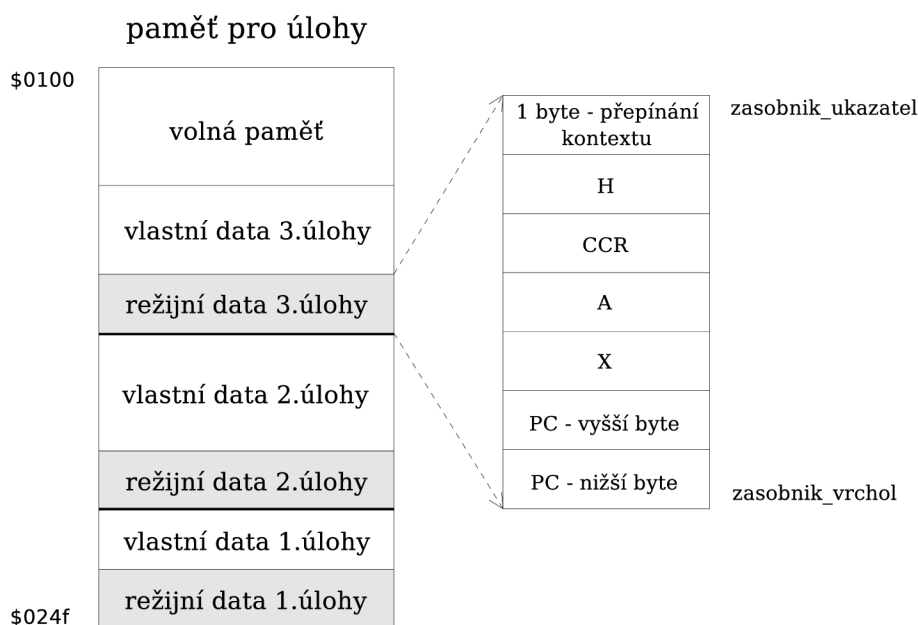 paměť pro úlohy
$0100
volná paměť
vlastní data 3.úlohy
režijní data 3.úlohy
vlastní data 2.úlohy
režijní data 2.úlohy
vlastní data 1.úlohy
režijní data 1.úlohy
$024f
1 byte - přepínání
kontextu
zasobnik_ukazatel
H
CCR
A
X
PC - vyšší byte
PC - nižší byte
zasobnik_vrchol